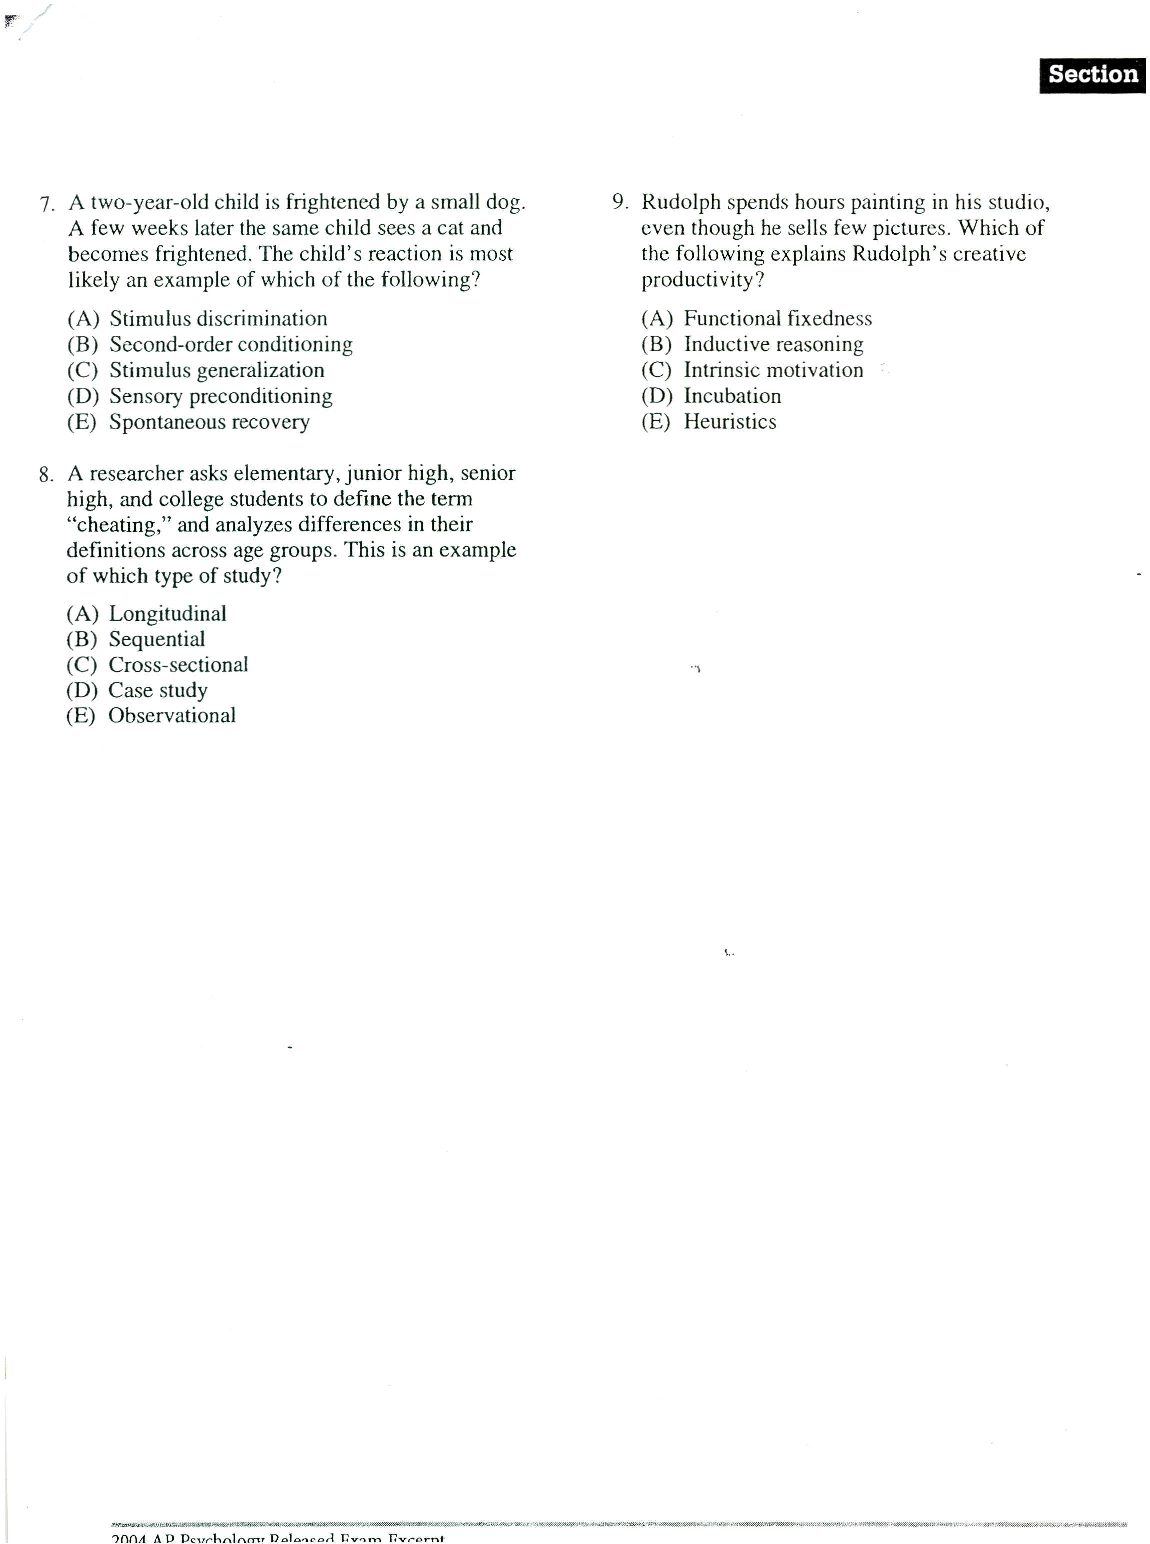 Section
7. A two-year-old child is frightened by a small dog.
A few weeks later the same child sees a cat and
becomes frightened. The child's reaction is most
likely an example of which of the following?
(A) Stimulus discrimination
(B) Second-order conditioning
(C) Stimulus generalization
(D) Sensory preconditioning
(E) Spontaneous recovery
8. A researcher asks elementary, junior high, senior
high, and college students to define the term
“cheating,” and analyzes differences in their
definitions across age groups. This is an example
of which type of study?
(A) Longitudinal
(B) Sequential
(C) Cross-sectional
(D) Case study
(E) Observational
9. Rudolph spends hours painting in his studio,
even though he sells few pictures. Which of
the following explains Rudolph's creative
productivity?
(A) Functional fixedness
(B) Inductive reasoning
(C) Intrinsic motivation
(D) Incubation
(E) Heuristics
2004 AP Psychology Released Exam Excerpt